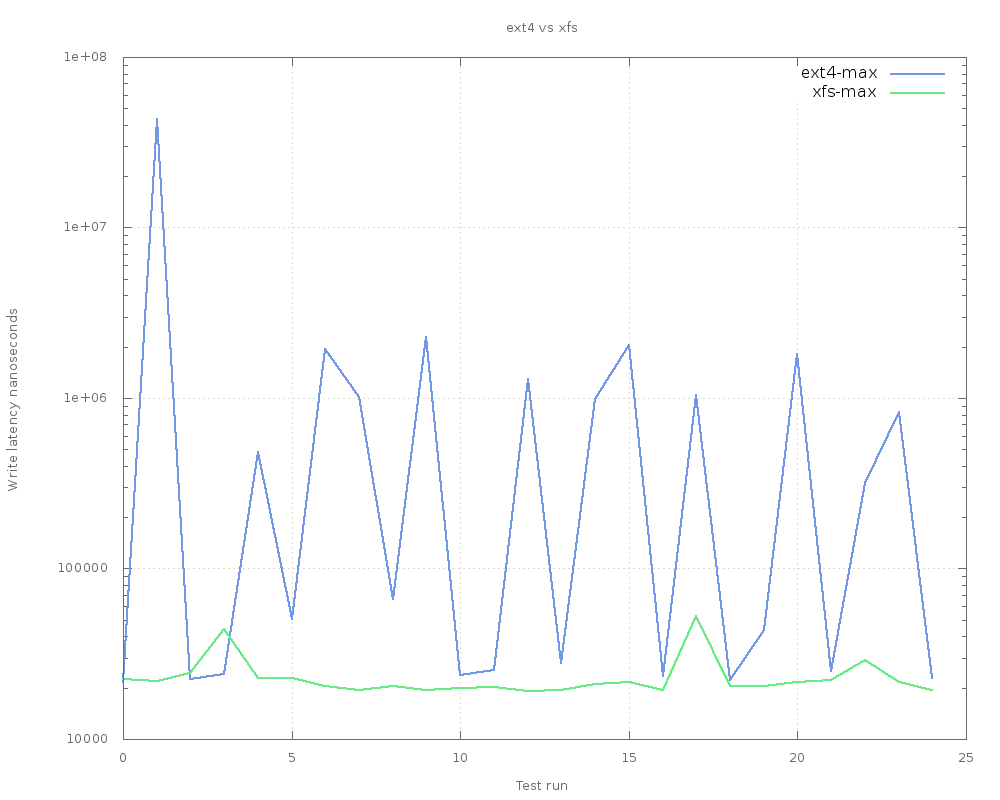 ext4 vs xfs
1e+08
ext4-max
xfs-max
1e+07
Write latency nanoseconds
1e+06
100000
10000
0 5 10 15 20 25
Test run